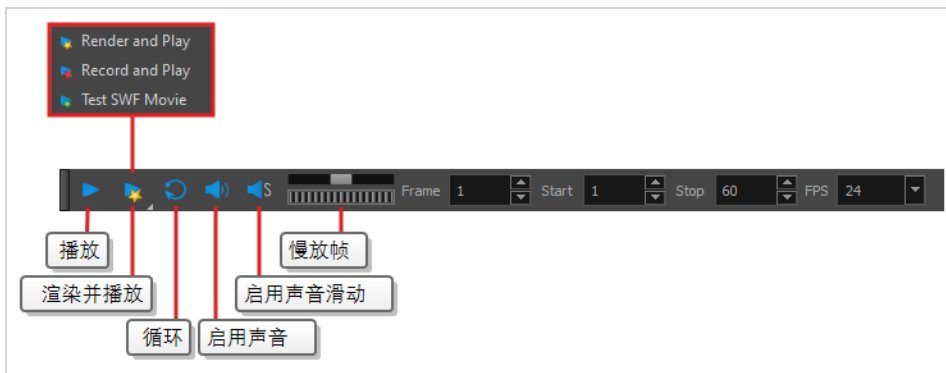 Render and Play
Record and Play
Test SWF Movie
S Frame 1 Start 1 Stop 60 FPS 24
播放
慢放帧
渲染并播放
启用声音滑动
循环
启用声音